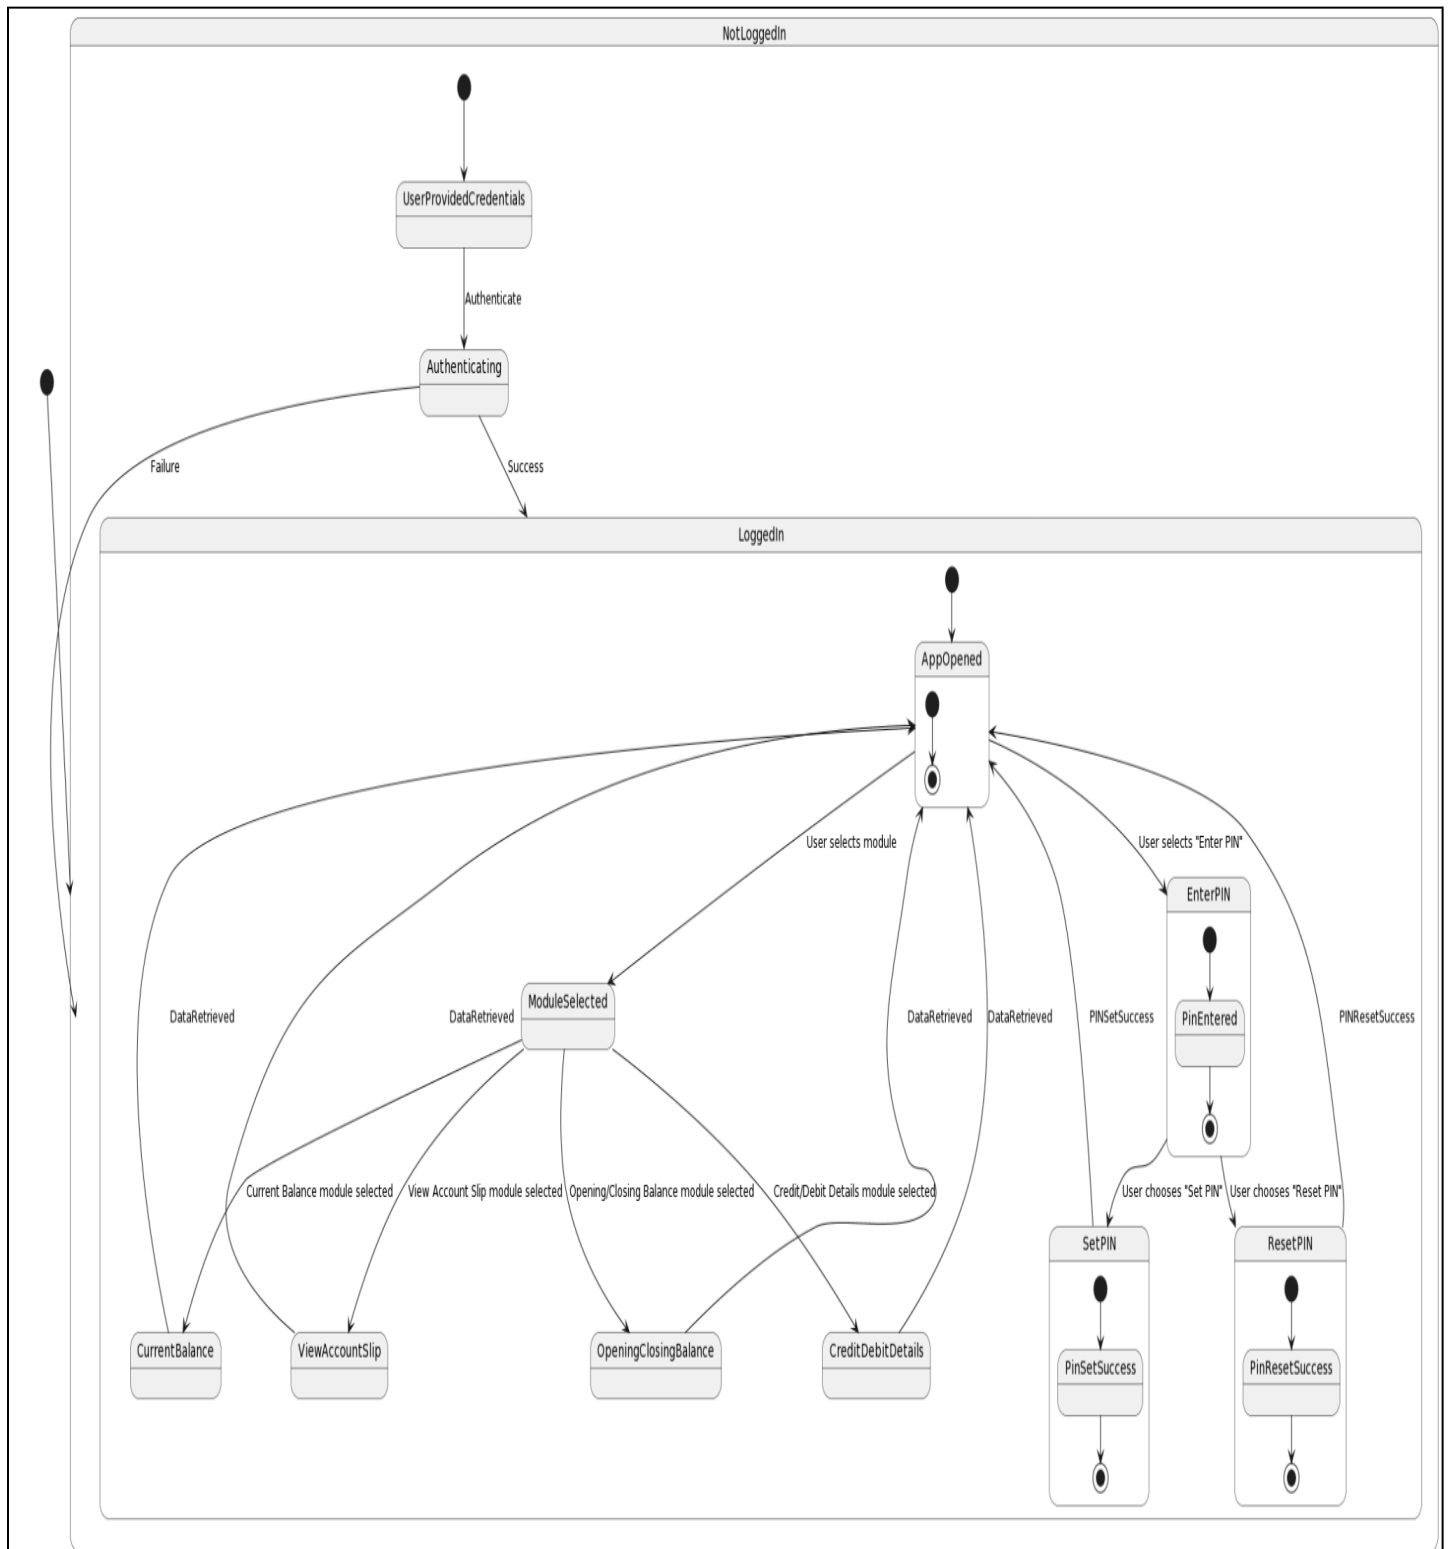 NotLoggedIn
UserProvidedCredentials
Authenticate
Authenticating
Failure
Success
LoggedIn
AppOpened
User selects module
User selects "Enter PIN"
EnterPIN
ModuleSelected
PinEntered
DataRetrieved
DataRetrieved
DataRetrieved
DataRetrieved
PINSetSuccess
PINResetSuccess
Current Balance module selected
View Account Slip module selected
Opening/Closing Balance module selected
Credit/Debit Details module selected
User chooses "Set PIN"
User chooses "Reset PIN"
SetPIN
ResetPIN
CurrentBalance
ViewAccountSlip
OpeningClosingBalance
CreditDebitDetails
PinSetSuccess
PinResetSuccess